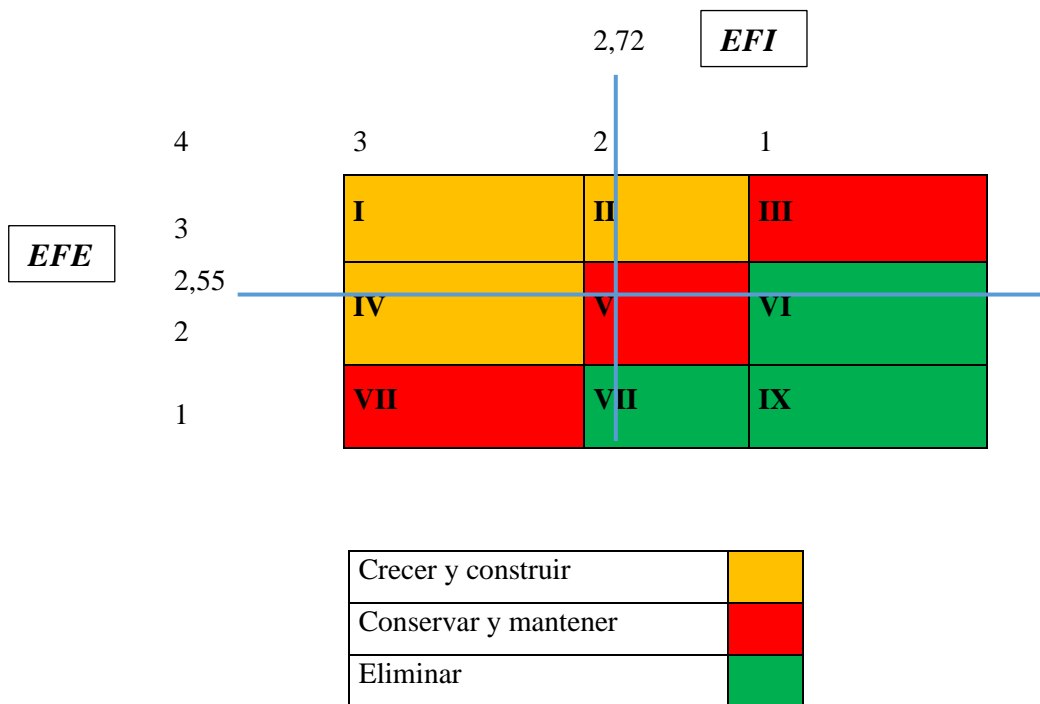 2,72 EFI
4 3 2 1
I II III
3
EFE
2,55
IV V VI
2
VII VII IX
1
Crecer y construir
Conservar y mantener
Eliminar